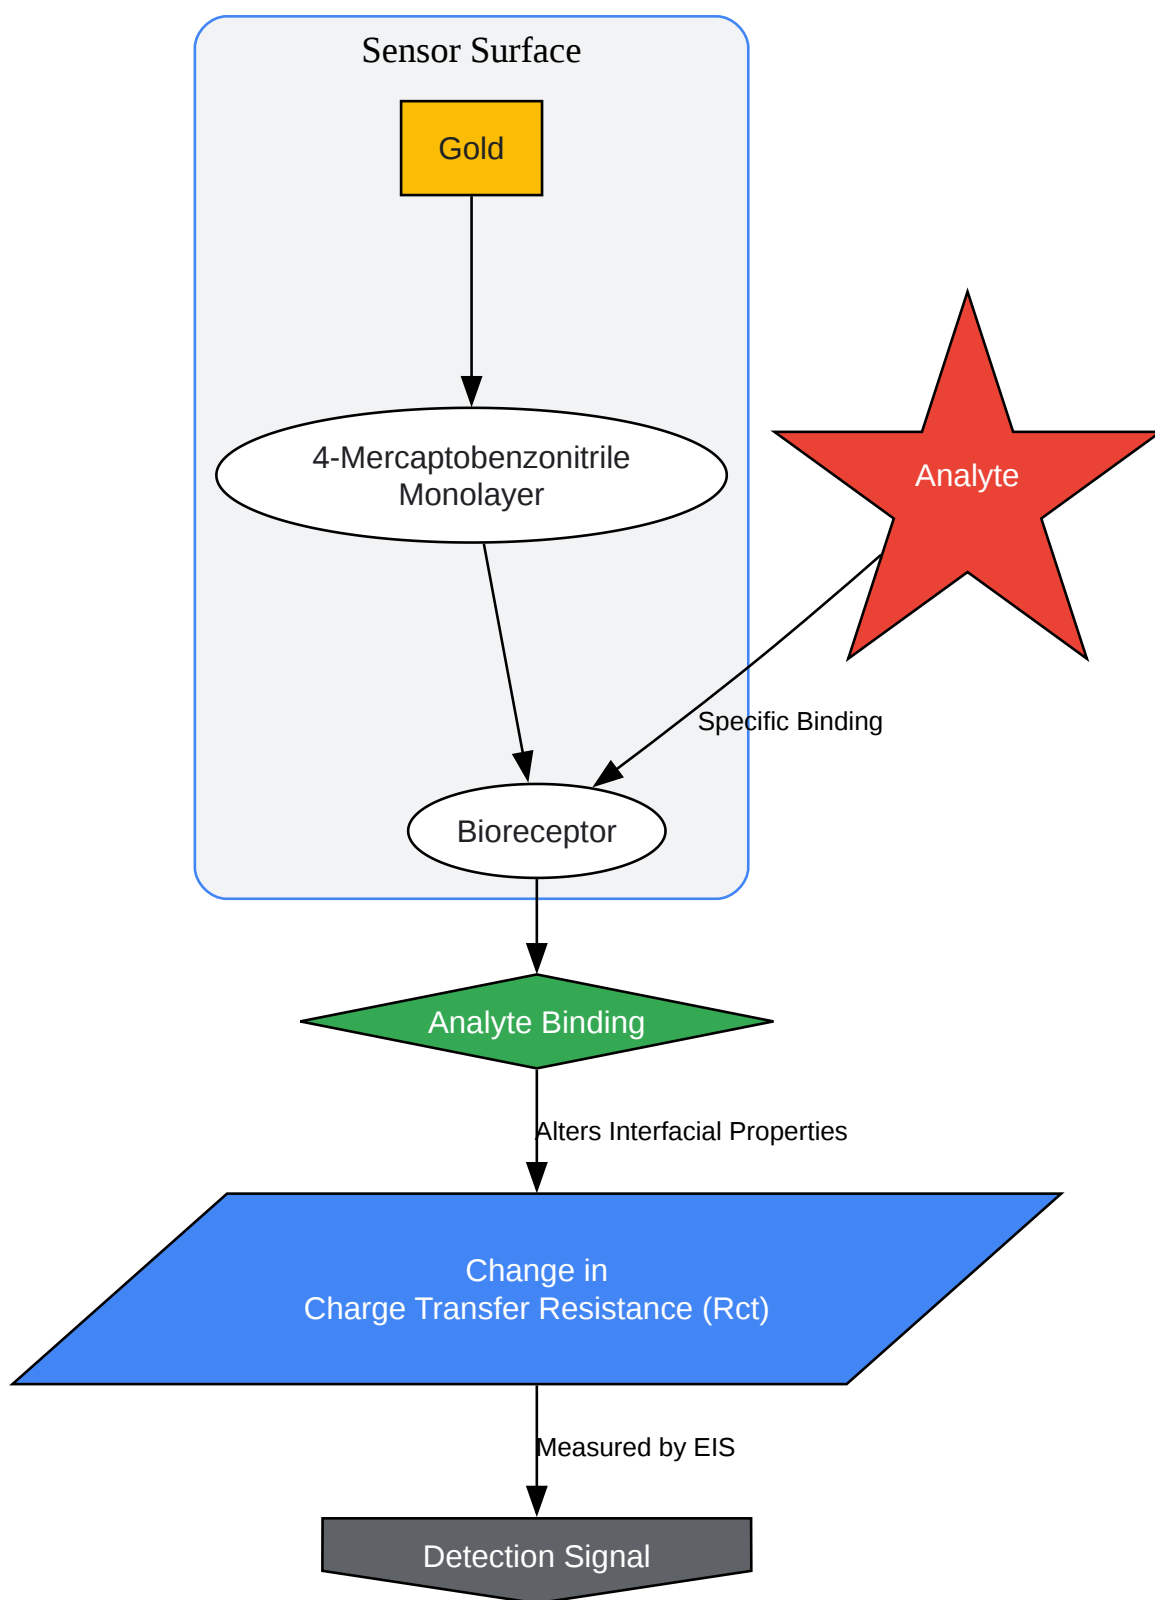 Sensor Surface
Gold
4-Mercaptobenzonitrile
Monolayer
Analyte
Specific Binding
Bioreceptor
Analyte Binding
Alters Interfacial Properties
Change in
Charge Transfer Resistance (Rct)
Measured by EIS
Detection Signal